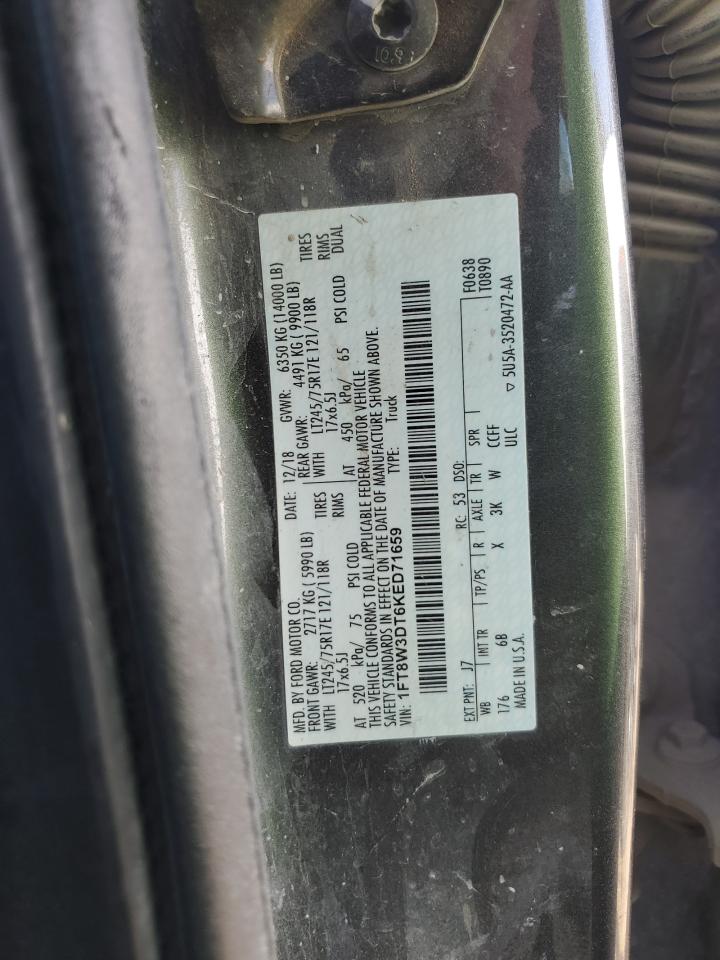 MFD. BY FORD MOTOR CO.
DATE: 12/18 GVWR: 6350 KG (14000 LB)
FRONT GAWR: 2717 KG ( 5990 LB) REAR GAWR: 4491 KG ( 9900 LB)
WITH LT245/75R17E 121/118R TIRES WITH LT245/75R17E 121/118R TIRES
17x6.5J RIMS 17x6.5J RIMS
AT 520 kPa/ 75 PSI COLD AT 450 kPa/ 65 PSI COLD DUAL
THIS VEHICLE CONFORMS TO ALL APPLICABLE FEDERAL MOTOR VEHICLE
SAFETY STANDARDS IN EFFECT ON THE DATE OF MANUFACTURE SHOWN ABOVE.
VIN: 1FT8W3DT6KED71659 TYPE: Truck
F0638
T0890
EXT PNT: J7 RC: 53 DSO:
WB INT TR TP/PS R AXLE TR SPR
176 6B X 3K W CCFF
ULC
MADE IN U.S.A. 5U5A-3520472-AA